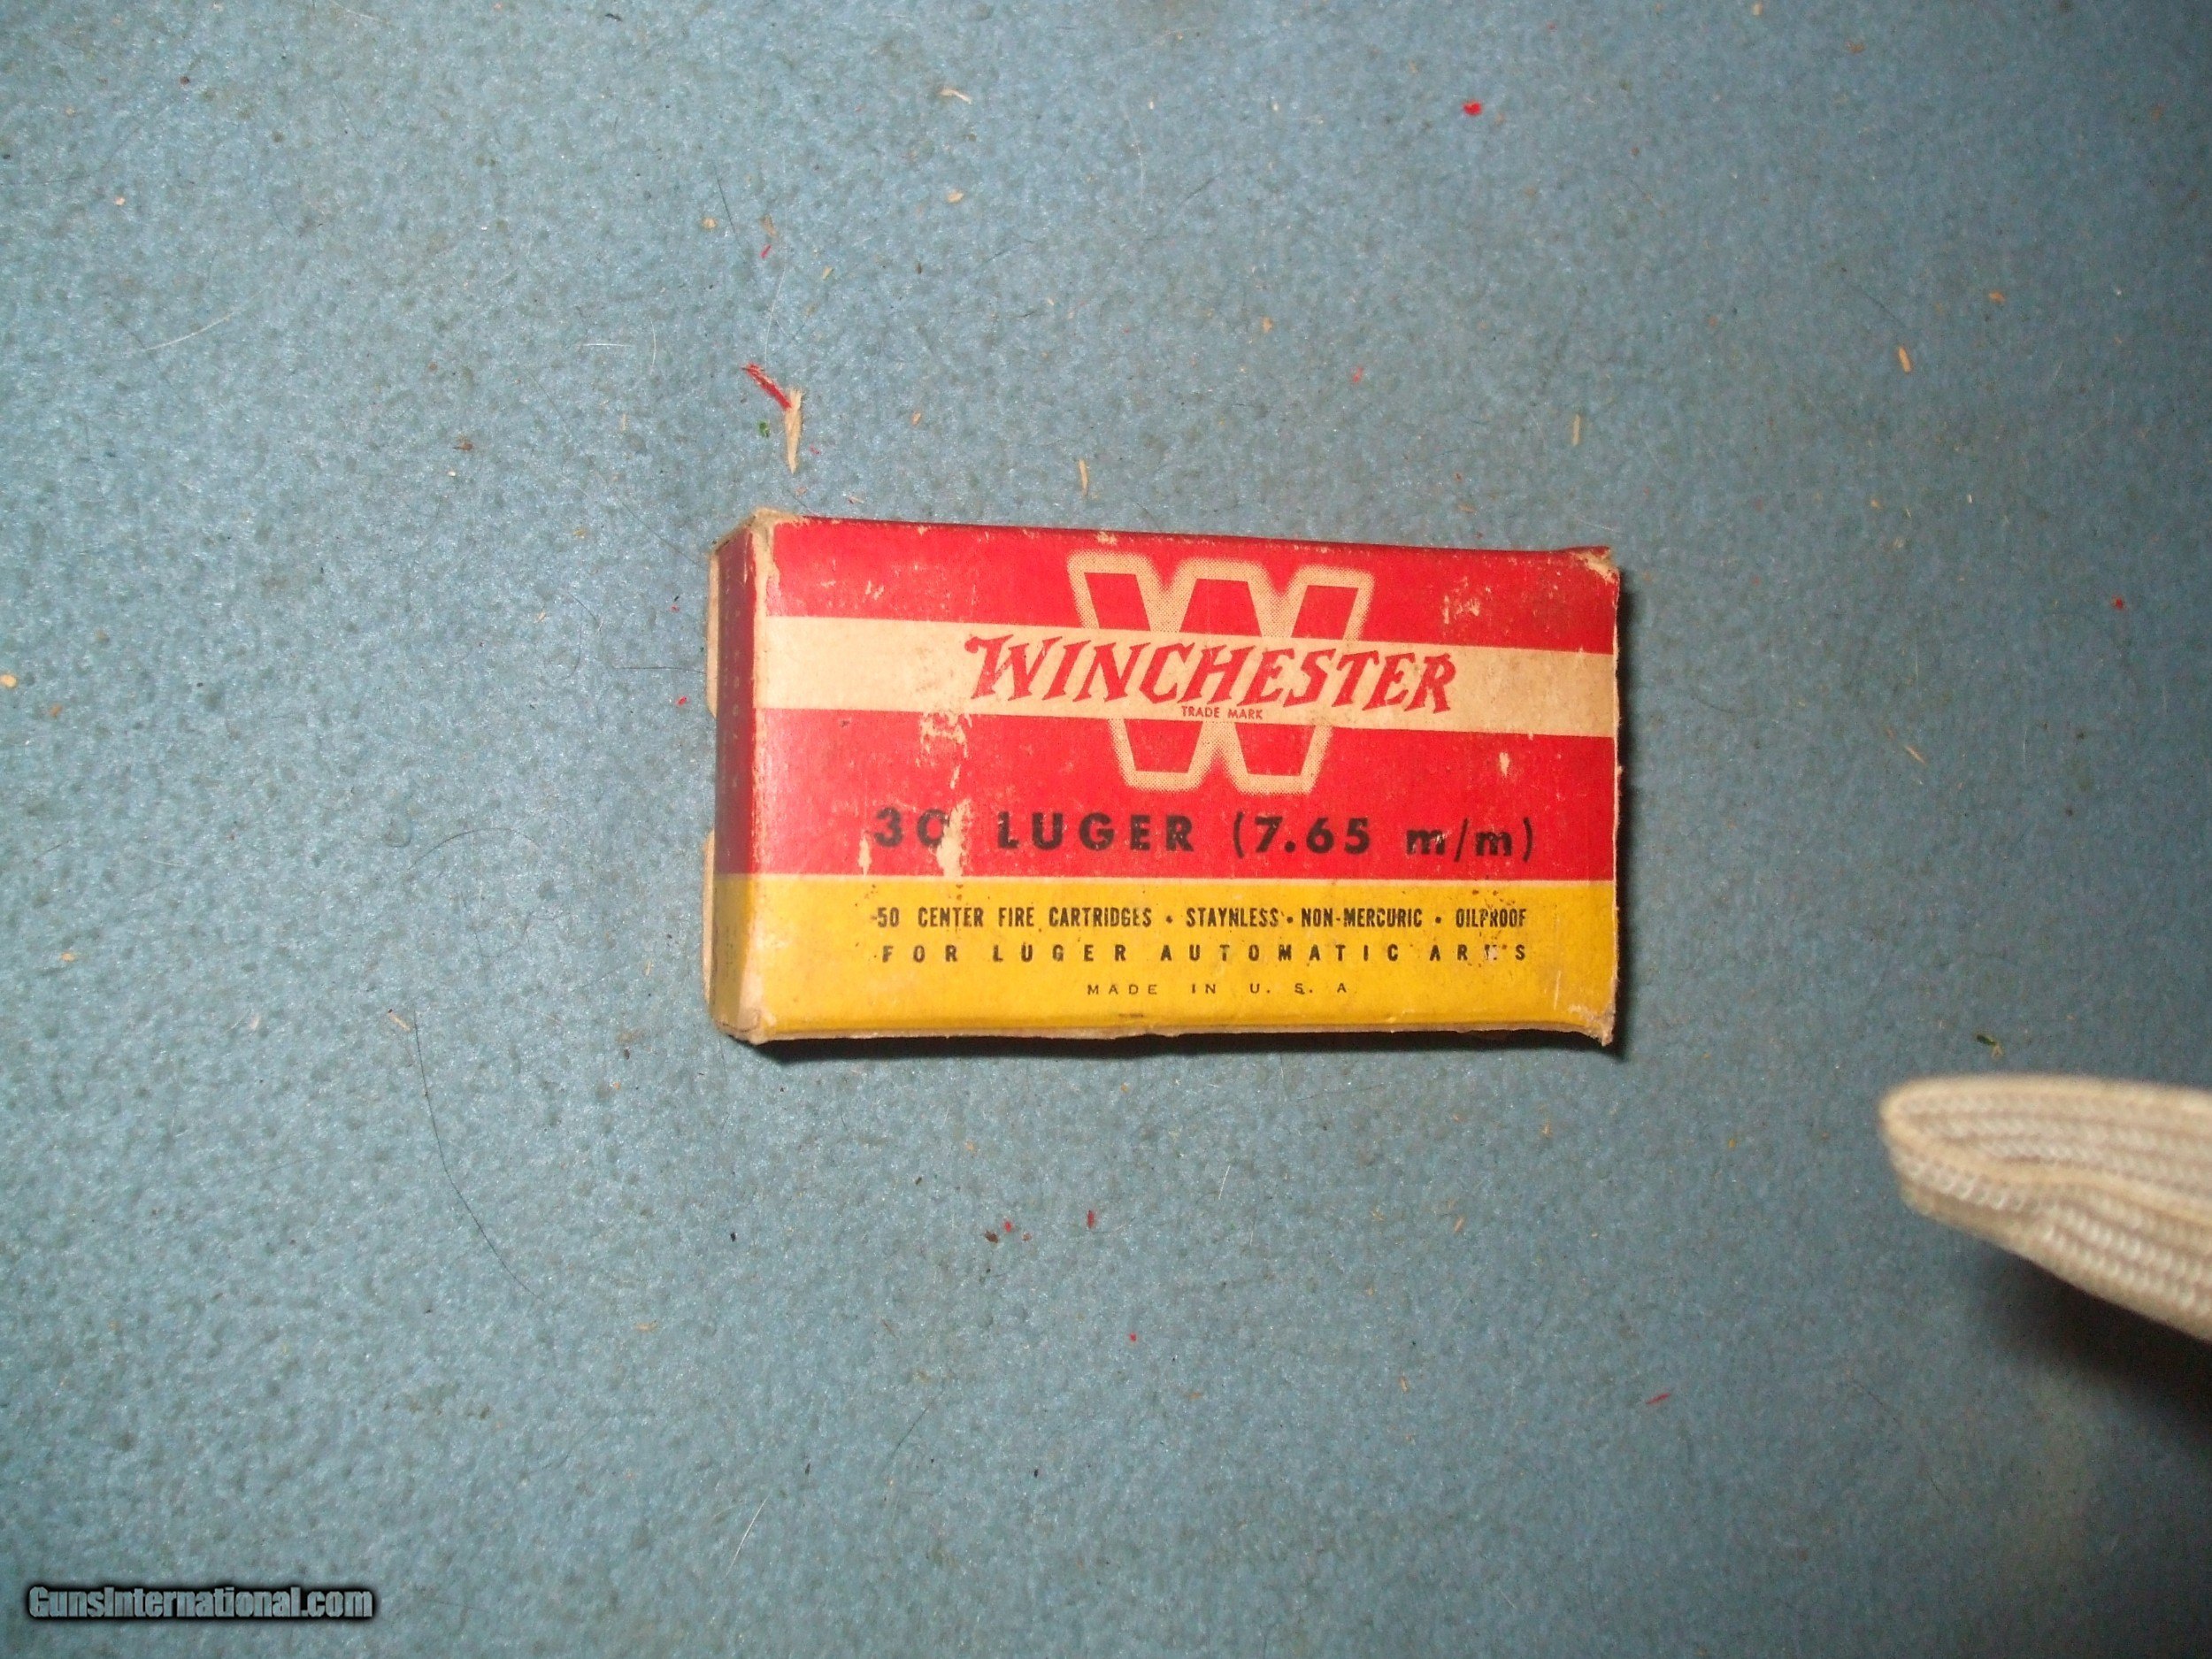 W
WINCHESTER
TRADE MARK
30 LUGER (7.65 m/m)
50 CENTER FIRE CARTRIDGES • STAYNLESS • NON-MERCURIC • OILPROOF
FOR LUGER AUTOMATIC ARMS
MADE IN U. S. A
GunsInternational.com